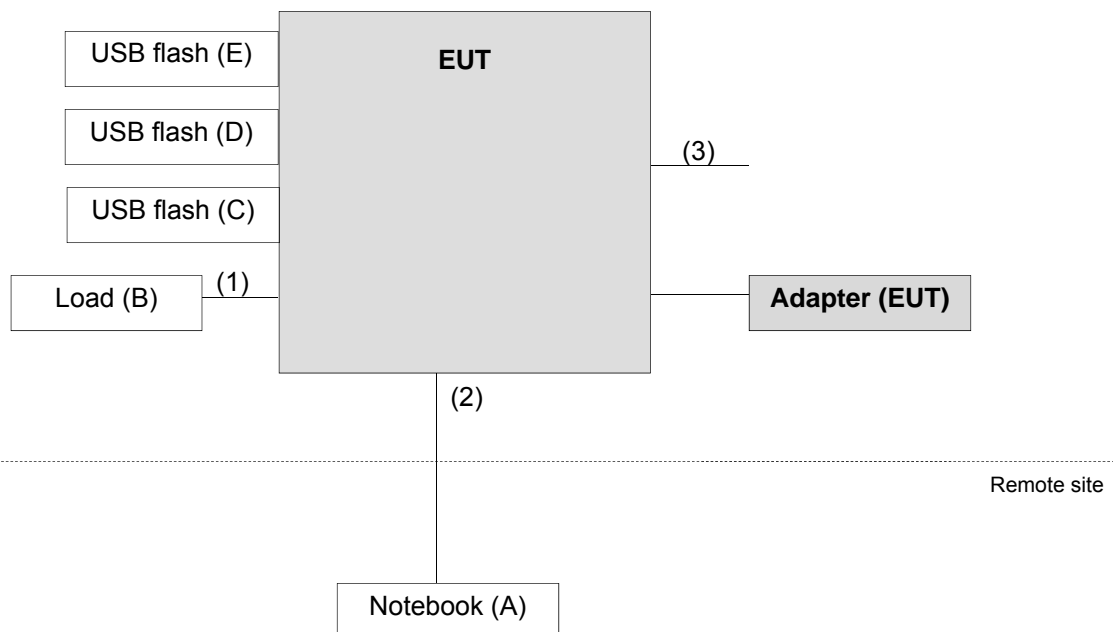 USB flash (E)
EUT
USB flash (D)
(3)
USB flash (C)
(1)
Load (B)
Adapter (EUT)
(2)
Remote site
Notebook (A)